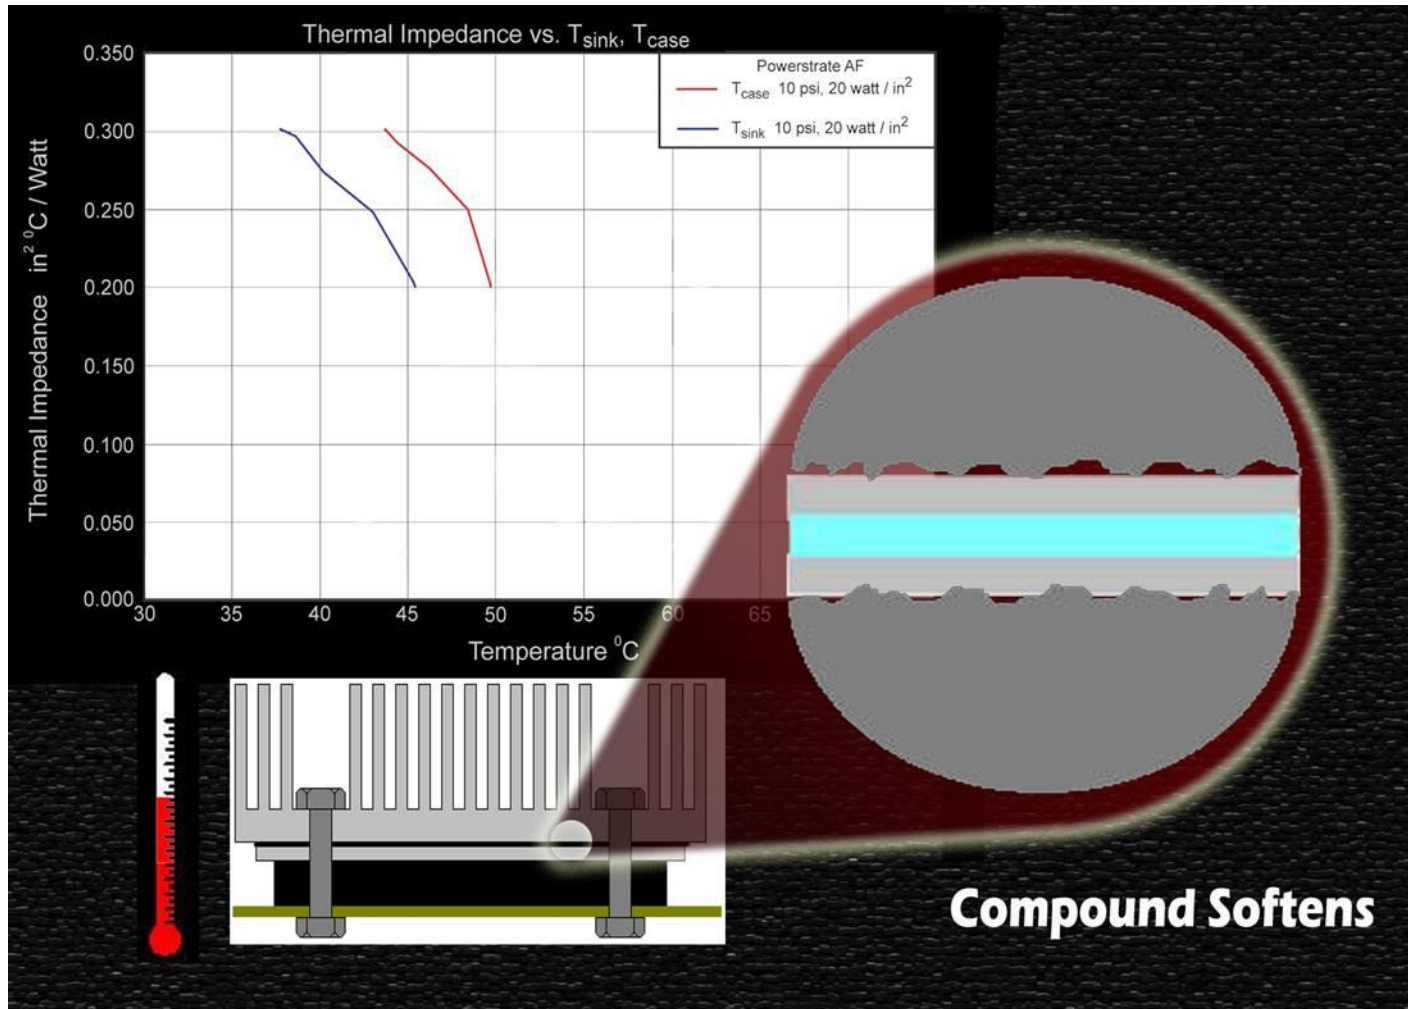 Thermal Impedance vs. Tsink, Tcase
Powerstrate AF
Tcase 10 psi, 20 watt / in2
Tsink 10 psi, 20 watt / in2
Thermal Impedance in2 0C / Watt
0.350
0.300
0.250
0.200
0.150
0.100
0.050
0.000
30 35 40 45 50 55 60 65
Temperature 0C
Compound Softens